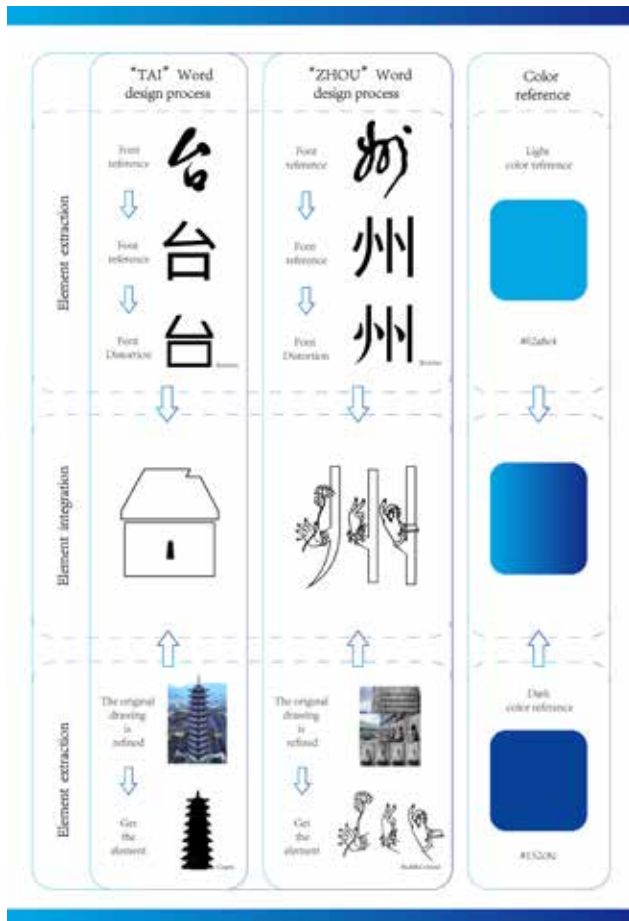 “TAI” Word
design process
“ZHOU” Word
design process
Color
reference
Element extraction
Font
reference
台
Font
reference
台
Font
Distortion
台
Font
reference
州
Font
reference
州
Font
Distortion
州
Light
color reference
Element integration
Element extraction
The original
drawing
is
refined
Get
the
element
The original
drawing
is
refined
Get
the
element
Dark
color reference